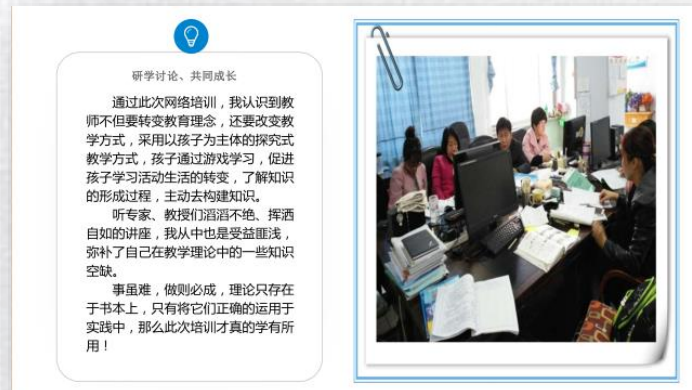 研学讨论、共同成长
通过此次网络培训，我认识到教
师不但要转变教育理念，还要改变教
学方式，采用以孩子为主体的探究式
教学方式，孩子通过游戏学习，促进
孩子学习活动生活的转变，了解知识
的形成过程，主动去构建知识。
听专家、教授们滔滔不绝、挥洒
自如的讲座，我从中也是受益匪浅，
弥补了自己在教学理论中的一些知识
空缺。
事虽难，做则必成，理论只存在
于书本上，只有将它们正确的运用于
实践中，那么此次培训才真的学有所
用！